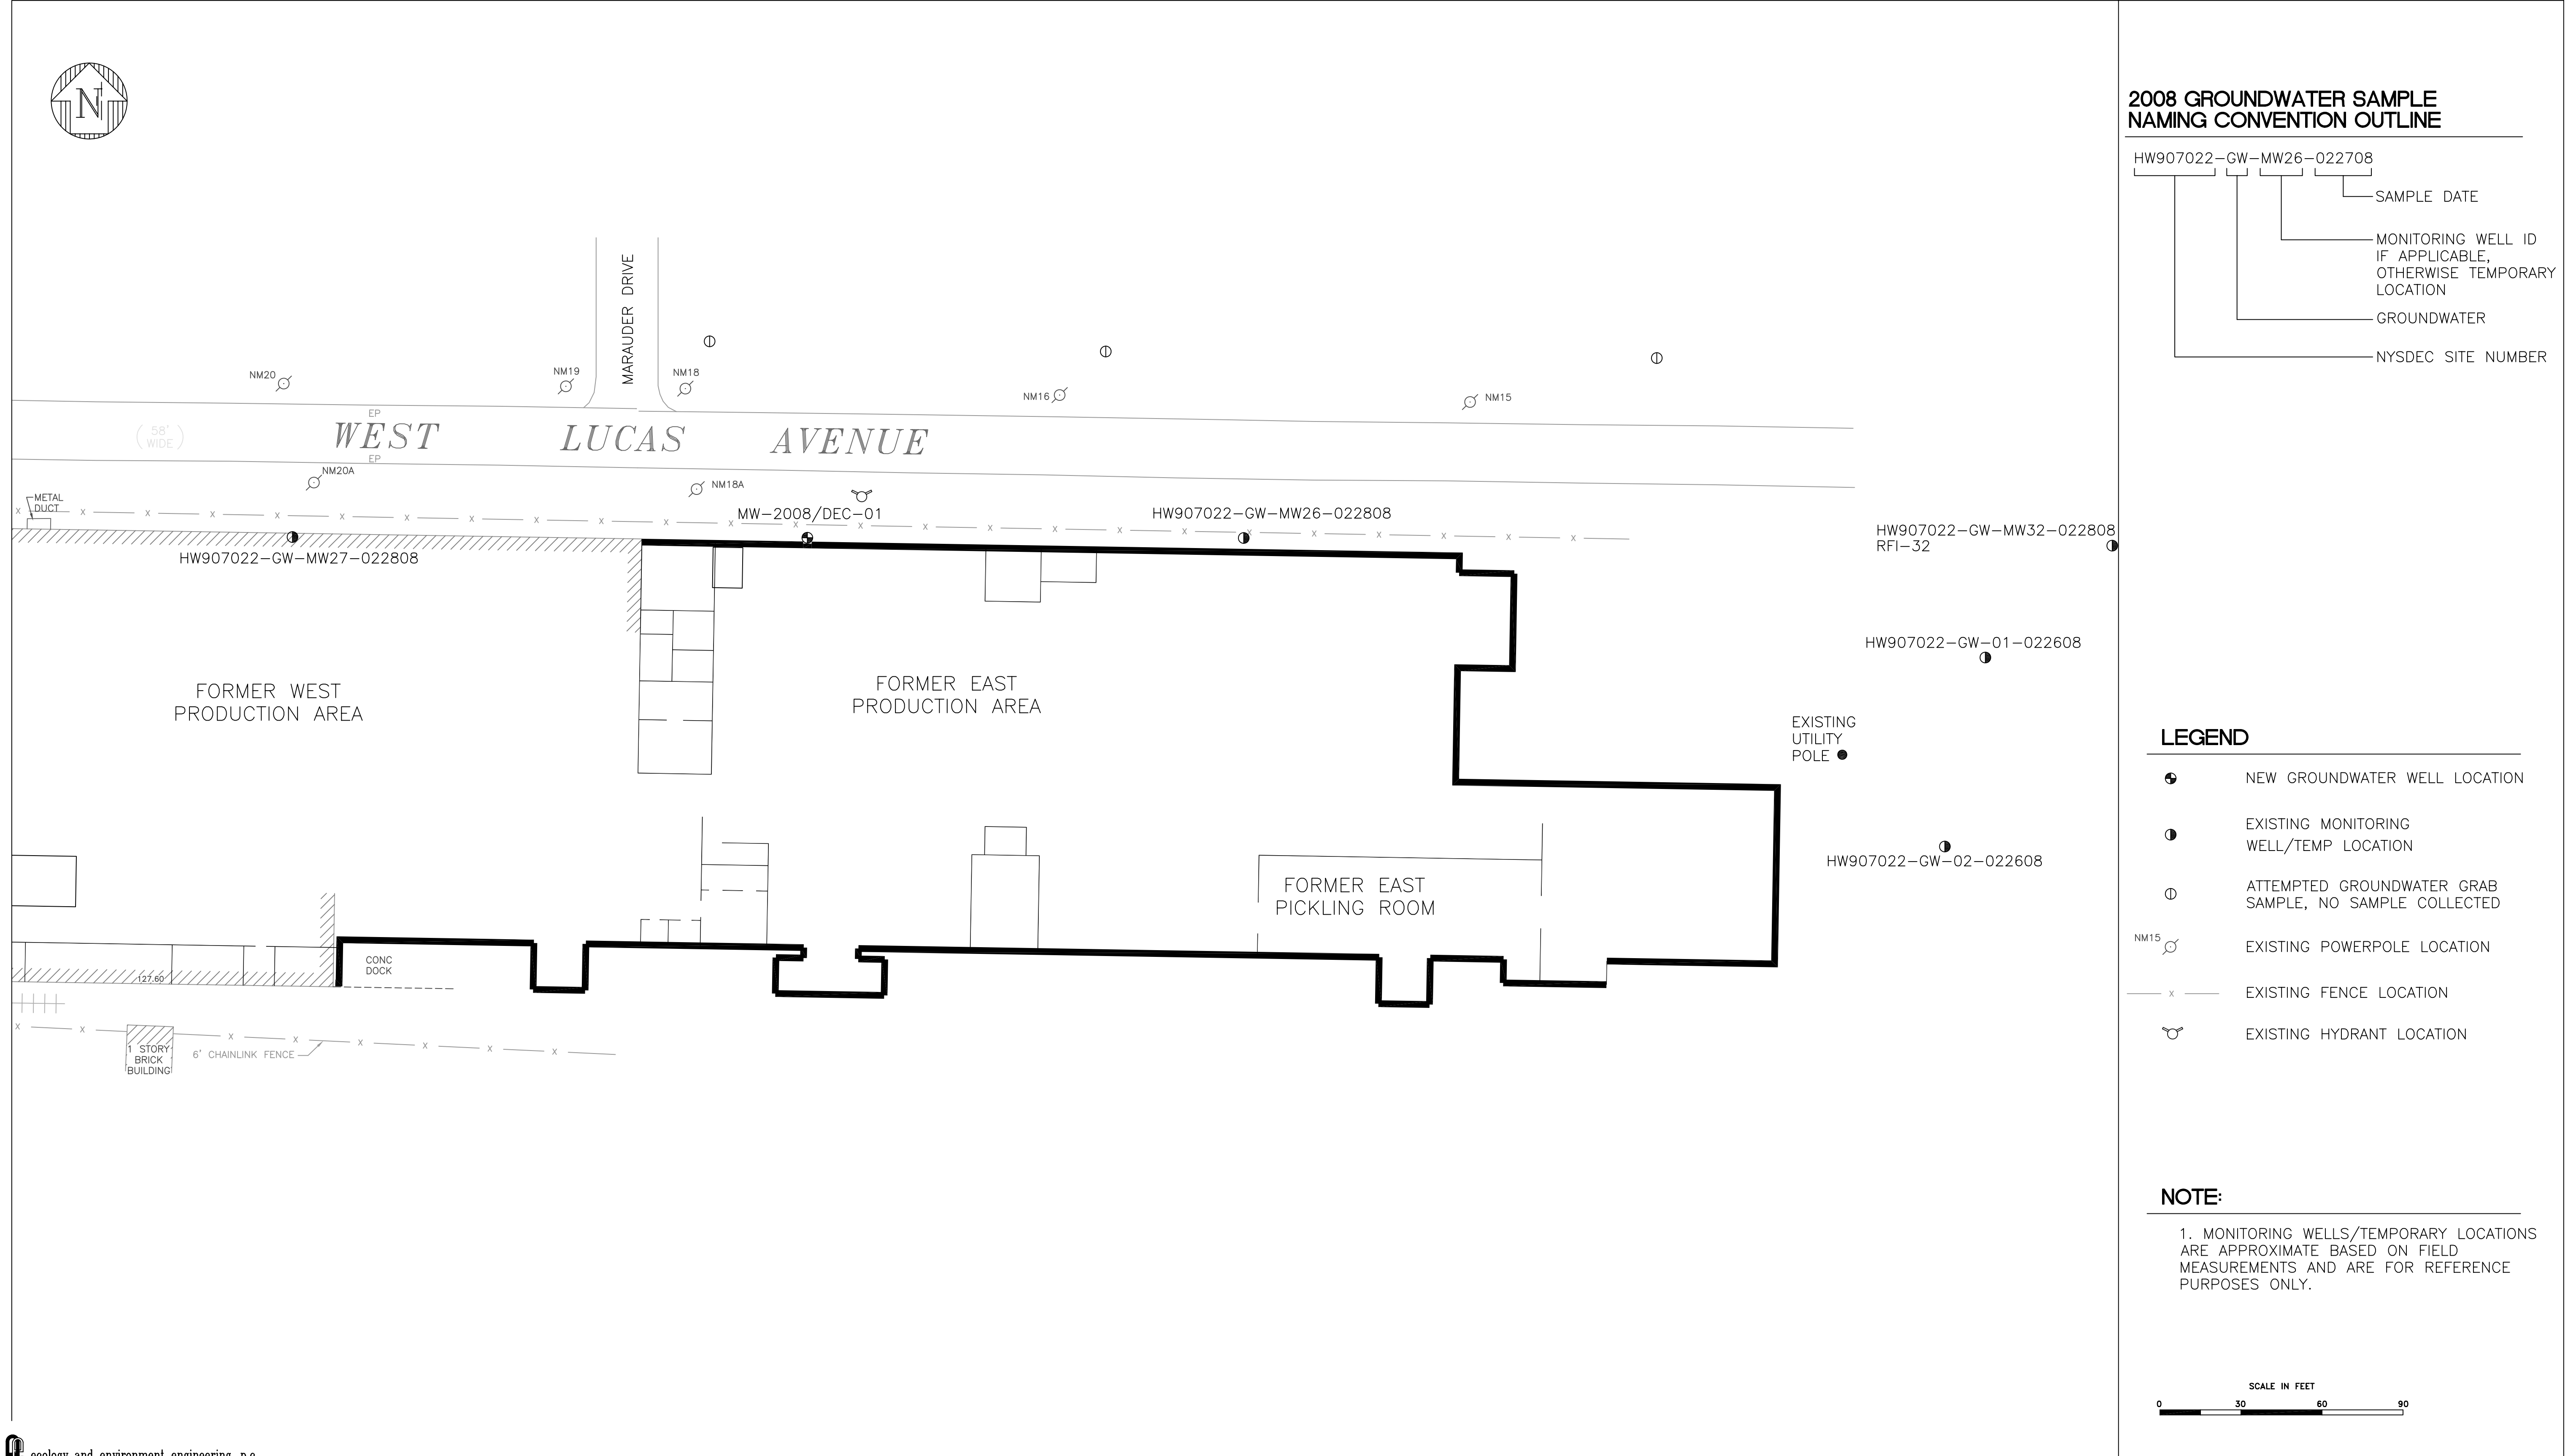 N
2008 GROUNDWATER SAMPLE
NAMING CONVENTION OUTLINE
HW907022-GW-MW26-022708
SAMPLE DATE
MONITORING WELL ID
IF APPLICABLE,
OTHERWISE TEMPORARY
LOCATION
GROUNDWATER
NYSDEC SITE NUMBER
MARAUDER DRIVE
NM20
NM19
NM18
NM16
NM15
EP
(58'
WIDE)
WEST LUCAS AVENUE
EP
NM20A
NM18A
METAL
DUCT
MW-2008/DEC-01
HW907022-GW-MW26-022808
HW907022-GW-MW32-022808
RFI-32
HW907022-GW-MW27-022808
HW907022-GW-01-022608
FORMER WEST
PRODUCTION AREA
FORMER EAST
PRODUCTION AREA
EXISTING
UTILITY
POLE
HW907022-GW-02-022608
FORMER EAST
PICKLING ROOM
CONC
DOCK
127.60
1 STORY
BRICK
BUILDING
6' CHAINLINK FENCE
LEGEND
NEW GROUNDWATER WELL LOCATION
EXISTING MONITORING
WELL/TEMP LOCATION
ATTEMPTED GROUNDWATER GRAB
SAMPLE, NO SAMPLE COLLECTED
NM15
EXISTING POWERPOLE LOCATION
X
EXISTING FENCE LOCATION
EXISTING HYDRANT LOCATION
NOTE:
1. MONITORING WELLS/TEMPORARY LOCATIONS
ARE APPROXIMATE BASED ON FIELD
MEASUREMENTS AND ARE FOR REFERENCE
PURPOSES ONLY.
SCALE IN FEET
0 30 60 90
ecology and environment engineering, p.c.